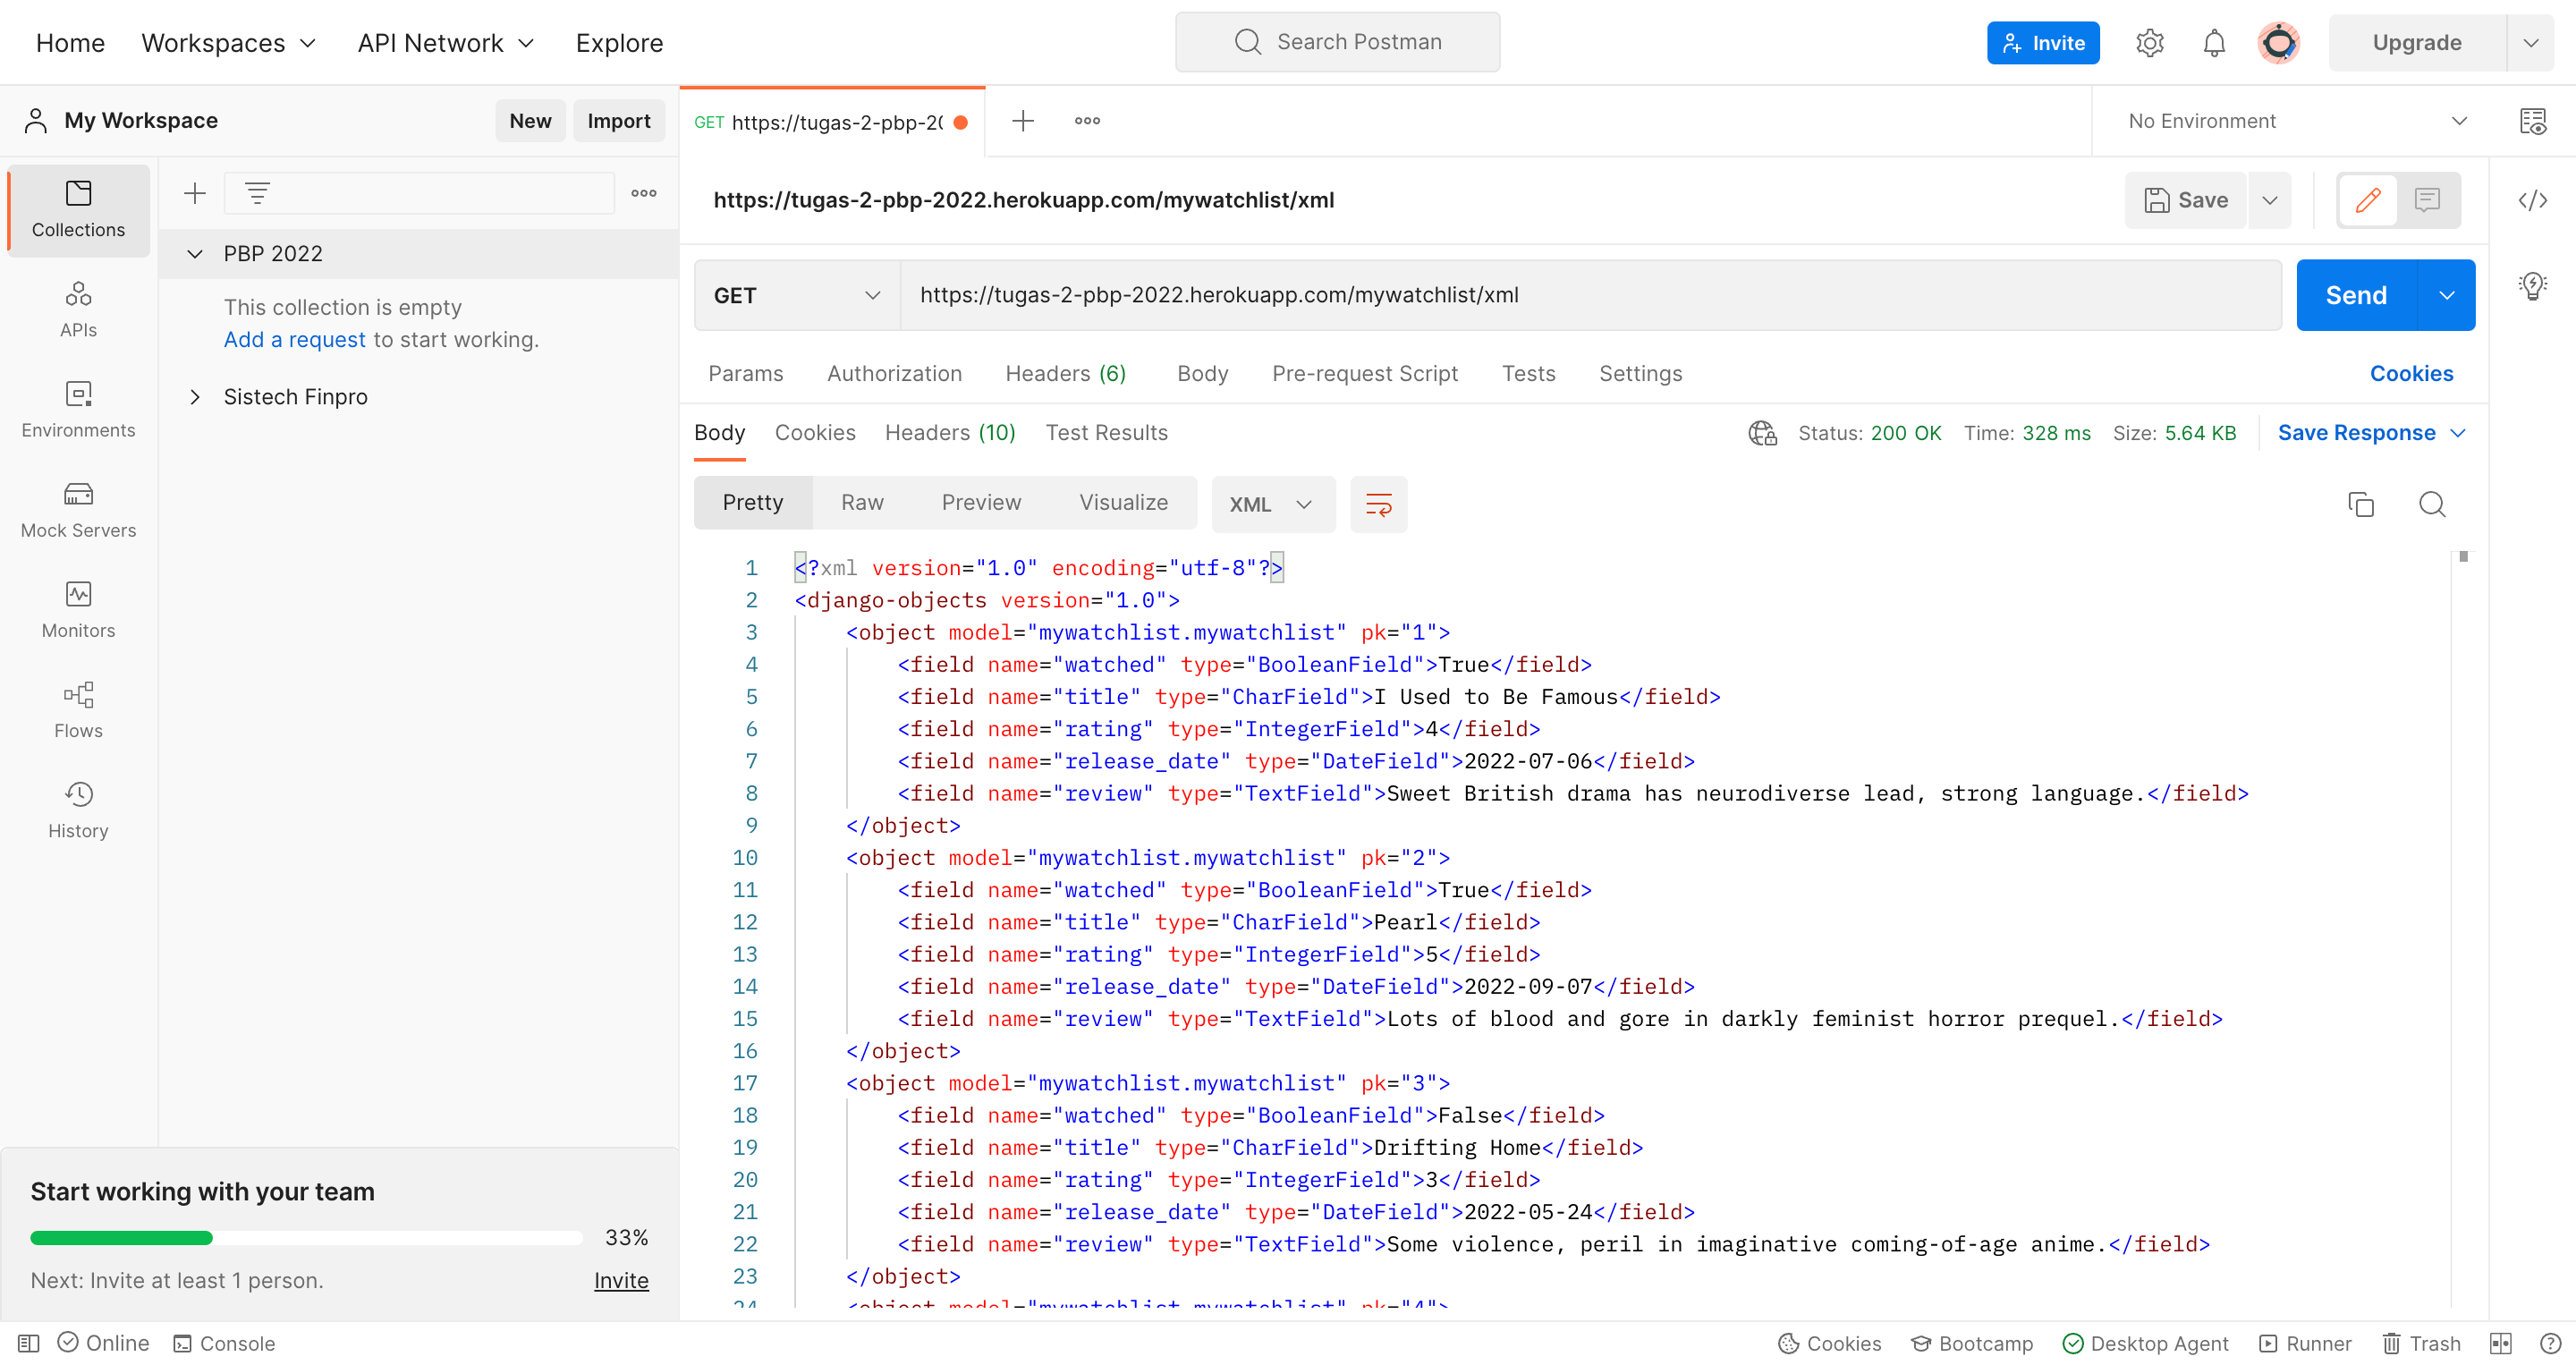 Home Workspaces API Network Explore Search Postman Invite Upgrade
My Workspace New Import
GET https://tugas-2-pbp-20 No Environment
Collections
APIs
Environments
Mock Servers
Monitors
Flows
History
PBP 2022
This collection is empty
Add a request to start working.
Sistech Finpro
https://tugas-2-pbp-2022.herokuapp.com/mywatchlist/xml Save
GET https://tugas-2-pbp-2022.herokuapp.com/mywatchlist/xml Send
Params Authorization Headers (6) Body Pre-request Script Tests Settings Cookies
Body Cookies Headers (10) Test Results Status: 200 OK Time: 328 ms Size: 5.64 KB Save Response
Pretty Raw Preview Visualize XML
1 <?xml version="1.0" encoding="utf-8"?>
2 <django-objects version="1.0">
3 <object model="mywatchlist.mywatchlist" pk="1">
4 <field name="watched" type="BooleanField">True</field>
5 <field name="title" type="CharField">I Used to Be Famous</field>
6 <field name="rating" type="IntegerField">4</field>
7 <field name="release_date" type="DateField">2022-07-06</field>
8 <field name="review" type="TextField">Sweet British drama has neurodiverse lead, strong language.</field>
9 </object>
10 <object model="mywatchlist.mywatchlist" pk="2">
11 <field name="watched" type="BooleanField">True</field>
12 <field name="title" type="CharField">Pearl</field>
13 <field name="rating" type="IntegerField">5</field>
14 <field name="release_date" type="DateField">2022-09-07</field>
15 <field name="review" type="TextField">Lots of blood and gore in darkly feminist horror prequel.</field>
16 </object>
17 <object model="mywatchlist.mywatchlist" pk="3">
18 <field name="watched" type="BooleanField">False</field>
19 <field name="title" type="CharField">Drifting Home</field>
20 <field name="rating" type="IntegerField">3</field>
21 <field name="release_date" type="DateField">2022-05-24</field>
22 <field name="review" type="TextField">Some violence, peril in imaginative coming-of-age anime.</field>
23 </object>
24 <object model="mywatchlist.mywatchlist" pk="4">
Start working with your team
33%
Next: Invite at least 1 person. Invite
Online Console Cookies Bootcamp Desktop Agent Runner Trash